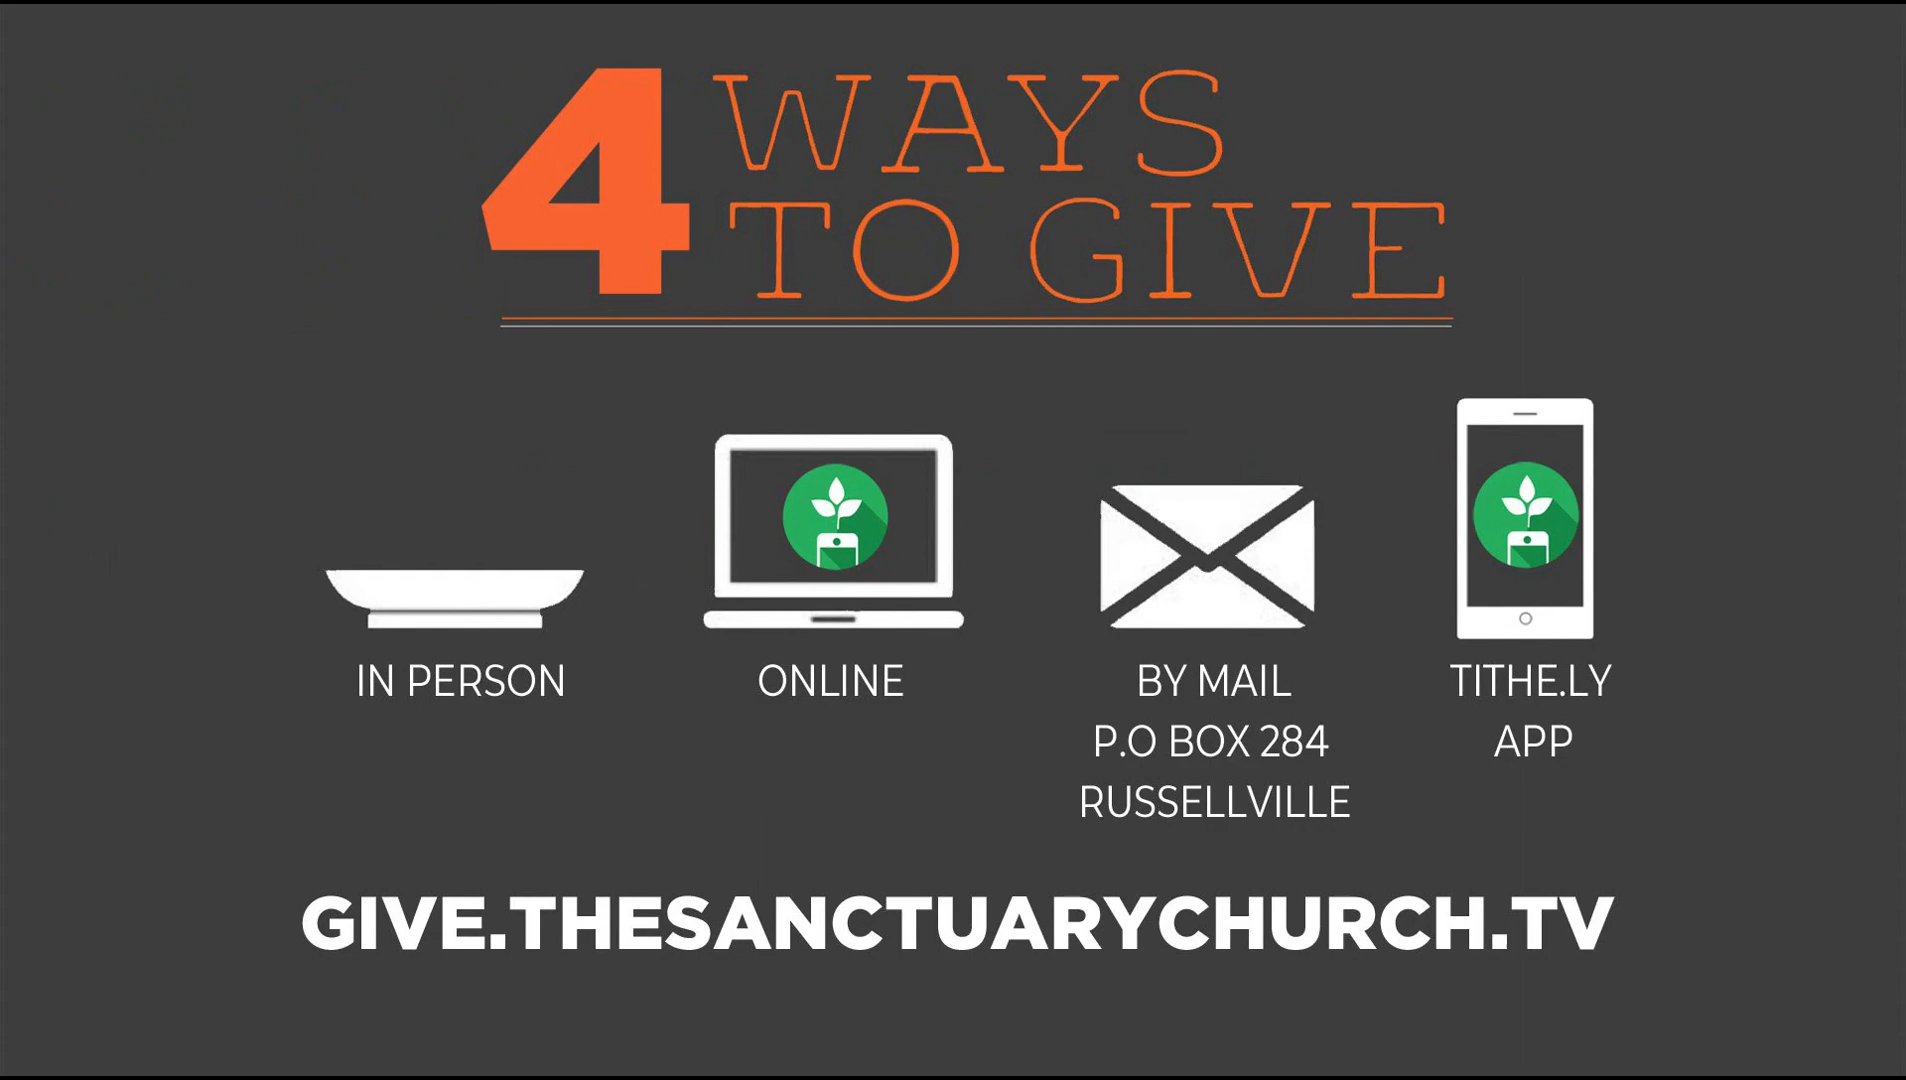 4 WAYS
TO GIVE
IN PERSON
ONLINE
BY MAIL
P.O BOX 284
RUSSELLVILLE
TITHE.LY
APP
GIVE.THESANCTUARYCHURCH.TV